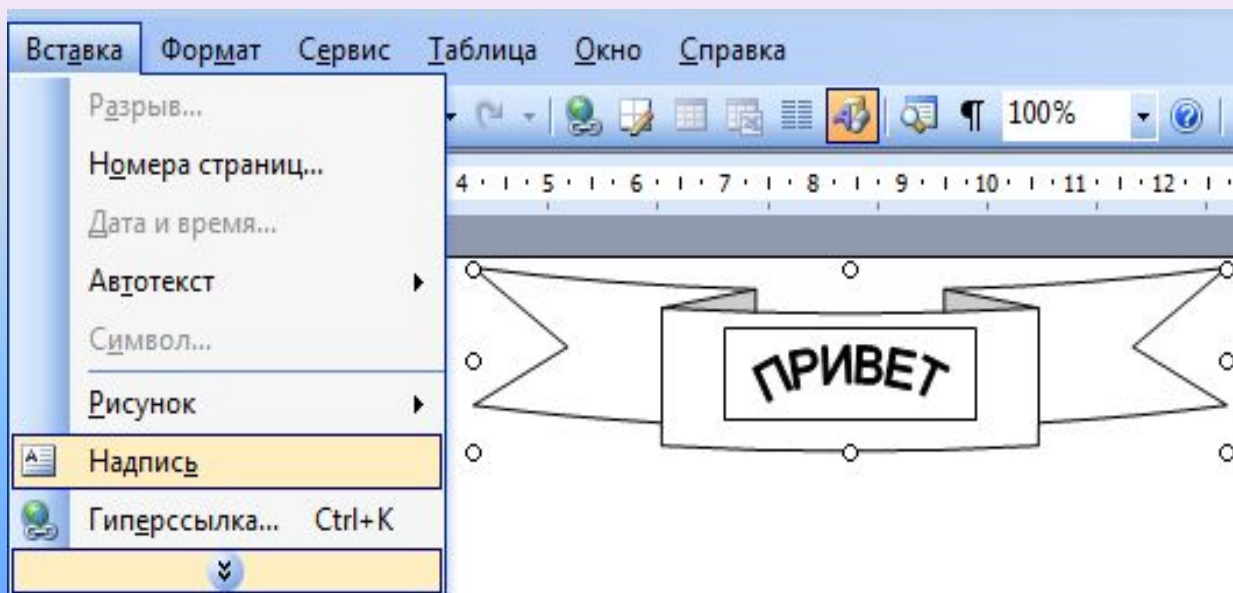 Вставка Формат Сервис Таблица Окно Справка
Разрыв...
100%
Номера страниц...
4 5 6 7 8 9 10 11 12
Дата и время...
Автотекст
Символ...
ПРИВЕТ
Рисунок
Надпись
Гиперссылка... Ctrl+K